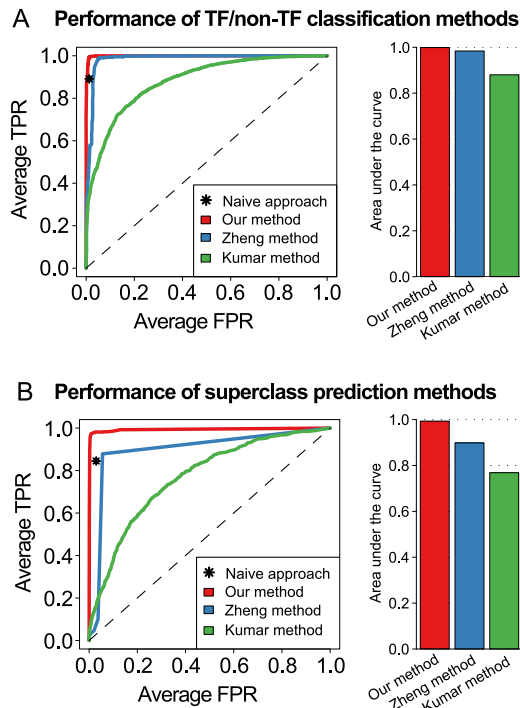 A Performance of TF/non-TF classification methods
Average TPR
1.0
0.8
0.6
0.4
0.2
0.0
0.0 0.2 0.4 0.6 0.8 1.0
Average FPR
Naive approach
Our method
Zheng method
Kumar method
Area under the curve
1.0
0.8
0.6
0.4
0.2
0.0
Our method
Zheng method
Kumar method
B Performance of superclass prediction methods
Average TPR
1.0
0.8
0.6
0.4
0.2
0.0
0.0 0.2 0.4 0.6 0.8 1.0
Average FPR
Naive approach
Our method
Zheng method
Kumar method
Area under the curve
1.0
0.8
0.6
0.4
0.2
0.0
Our method
Zheng method
Kumar method